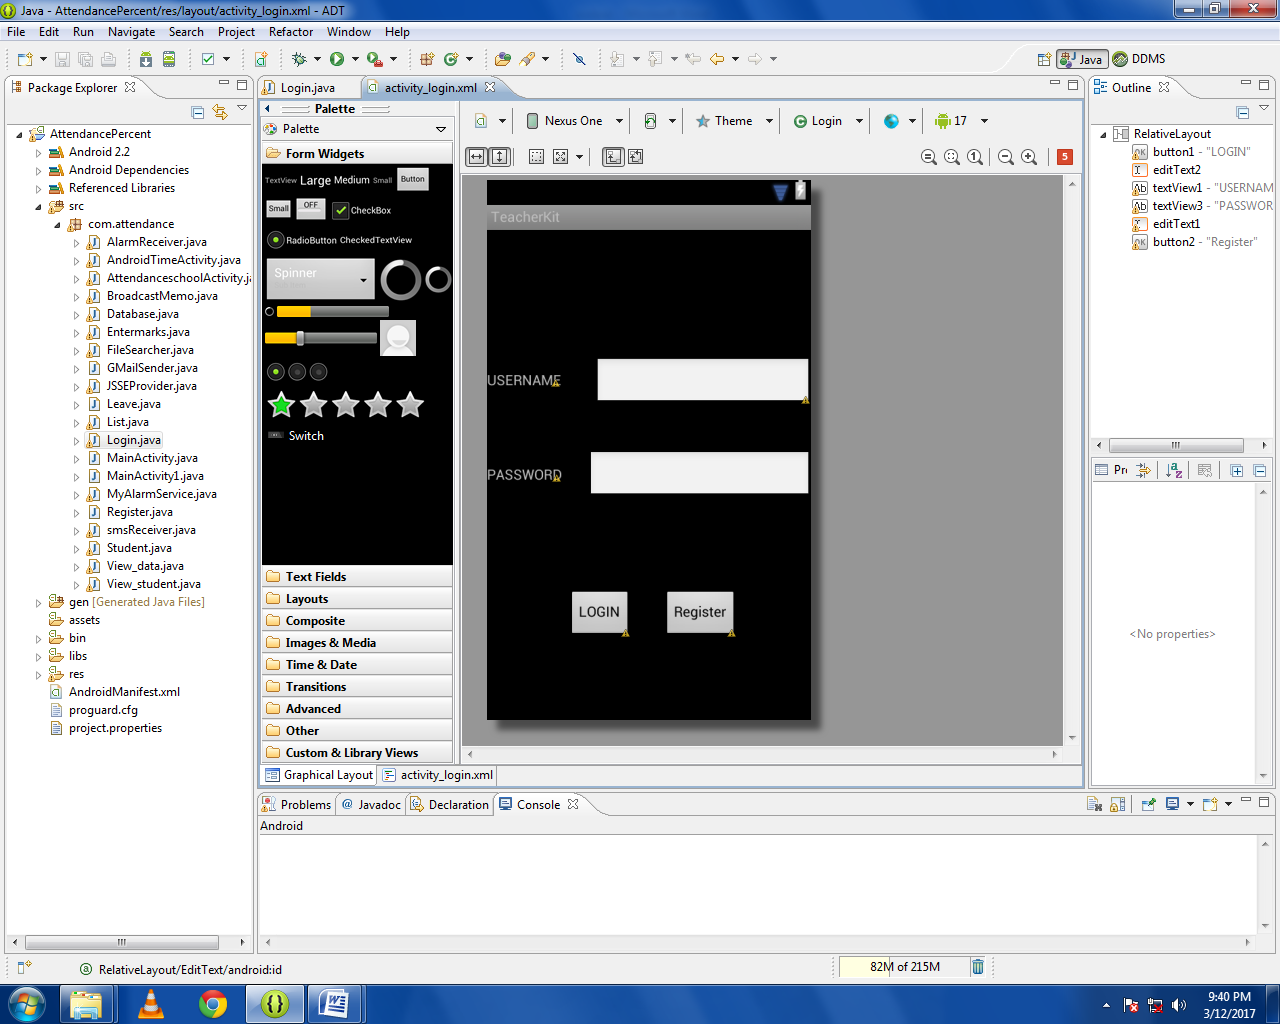 Java - AttendancePercent/res/layout/activity_login.xml - ADT
File Edit Run Navigate Search Project Refactor Window Help
Java DDMS
Package Explorer
AttendancePercent
Android 2.2
Android Dependencies
Referenced Libraries
src
com.attendance
AlarmReceiver.java
AndroidTimeActivity.java
AttendanceschoolActivity.ja
BroadcastMemo.java
Database.java
Entermarks.java
FileSearcher.java
GMailSender.java
JSSEProvider.java
Leave.java
List.java
Login.java
MainActivity.java
MainActivity1.java
MyAlarmService.java
Register.java
smsReceiver.java
Student.java
View_data.java
View_student.java
gen [Generated Java Files]
assets
bin
libs
res
AndroidManifest.xml
proguard.cfg
project.properties
Login.java activity_login.xml
Palette
Palette
Form Widgets
TextView Large Medium Small Button
Small OFF CheckBox
RadioButton CheckedTextView
Spinner
Switch
Text Fields
Layouts
Composite
Images & Media
Time & Date
Transitions
Advanced
Other
Custom & Library Views
Graphical Layout activity_login.xml
Nexus One Theme Login 17
5
TeacherKit
USERNAME
PASSWORD
LOGIN Register
Outline
RelativeLayout
button1 - "LOGIN"
editText2
textView1 - "USERNAM
textView3 - "PASSWOR
editText1
button2 - "Register"
Pr
<No properties>
Problems Javadoc Declaration Console
Android
RelativeLayout/EditText/android:id
82M of 215M
9:40 PM
3/12/2017